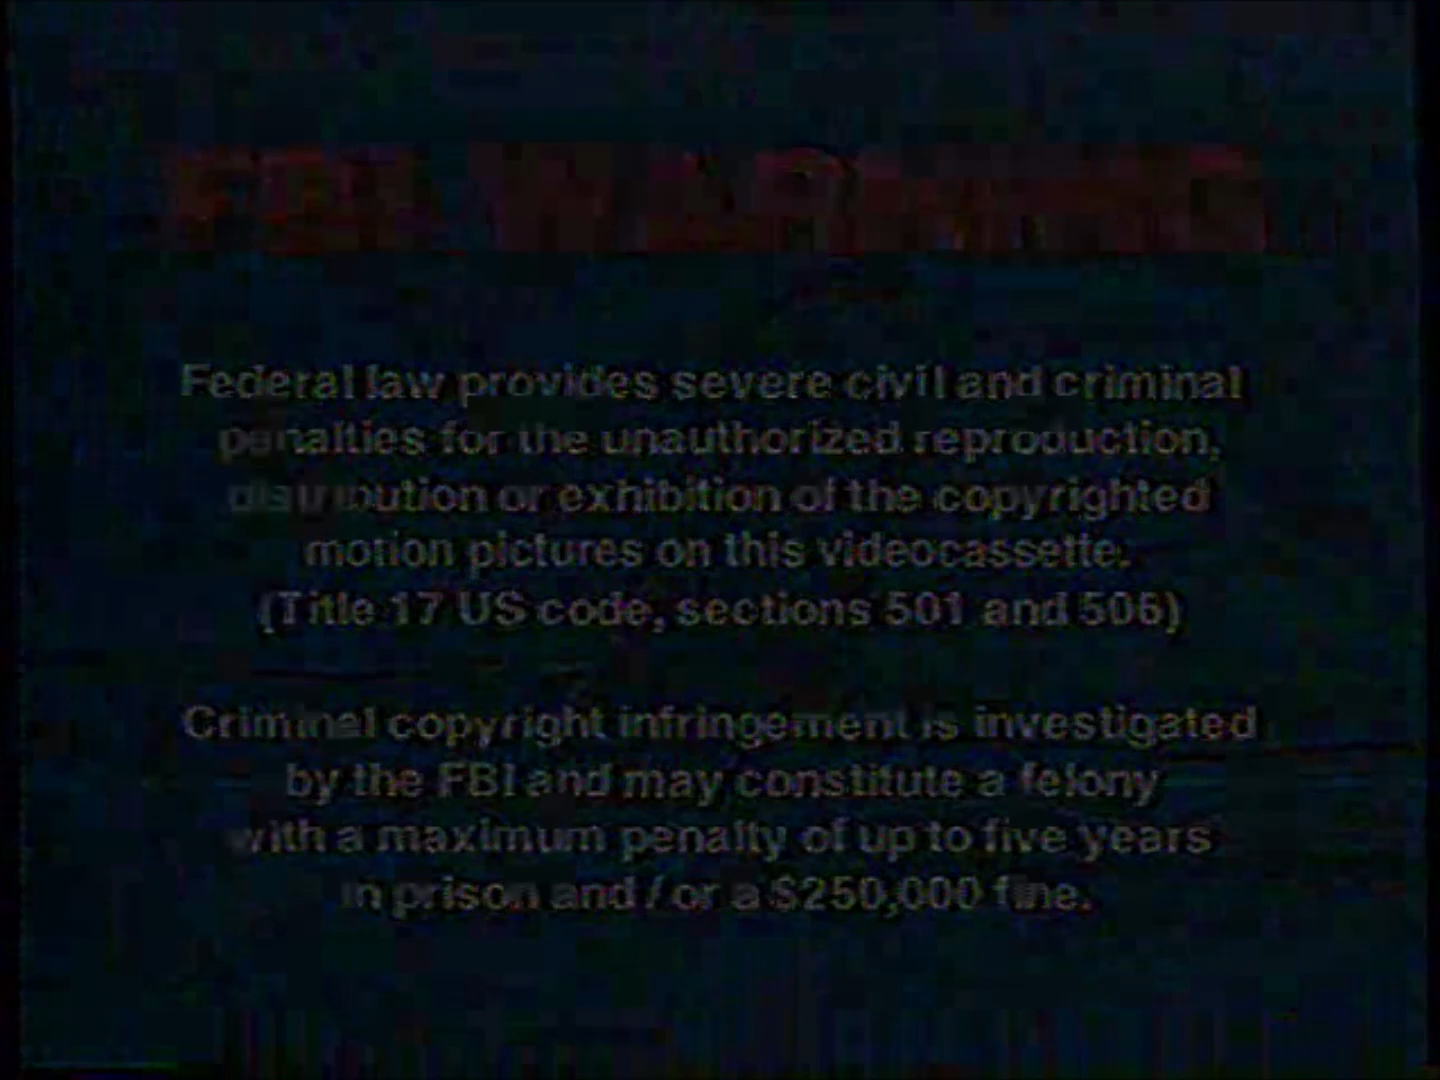 FBI WARNING
Federal law provides severe civil and criminal
penalties for the unauthorized reproduction,
distribution or exhibition of the copyrighted
motion pictures on this videocassette.
(Title 17 US code, sections 501 and 506)
Criminal copyright infringement is investigated
by the FBI and may constitute a felony
with a maximum penalty of up to five years
in prison and / or a $250,000 fine.